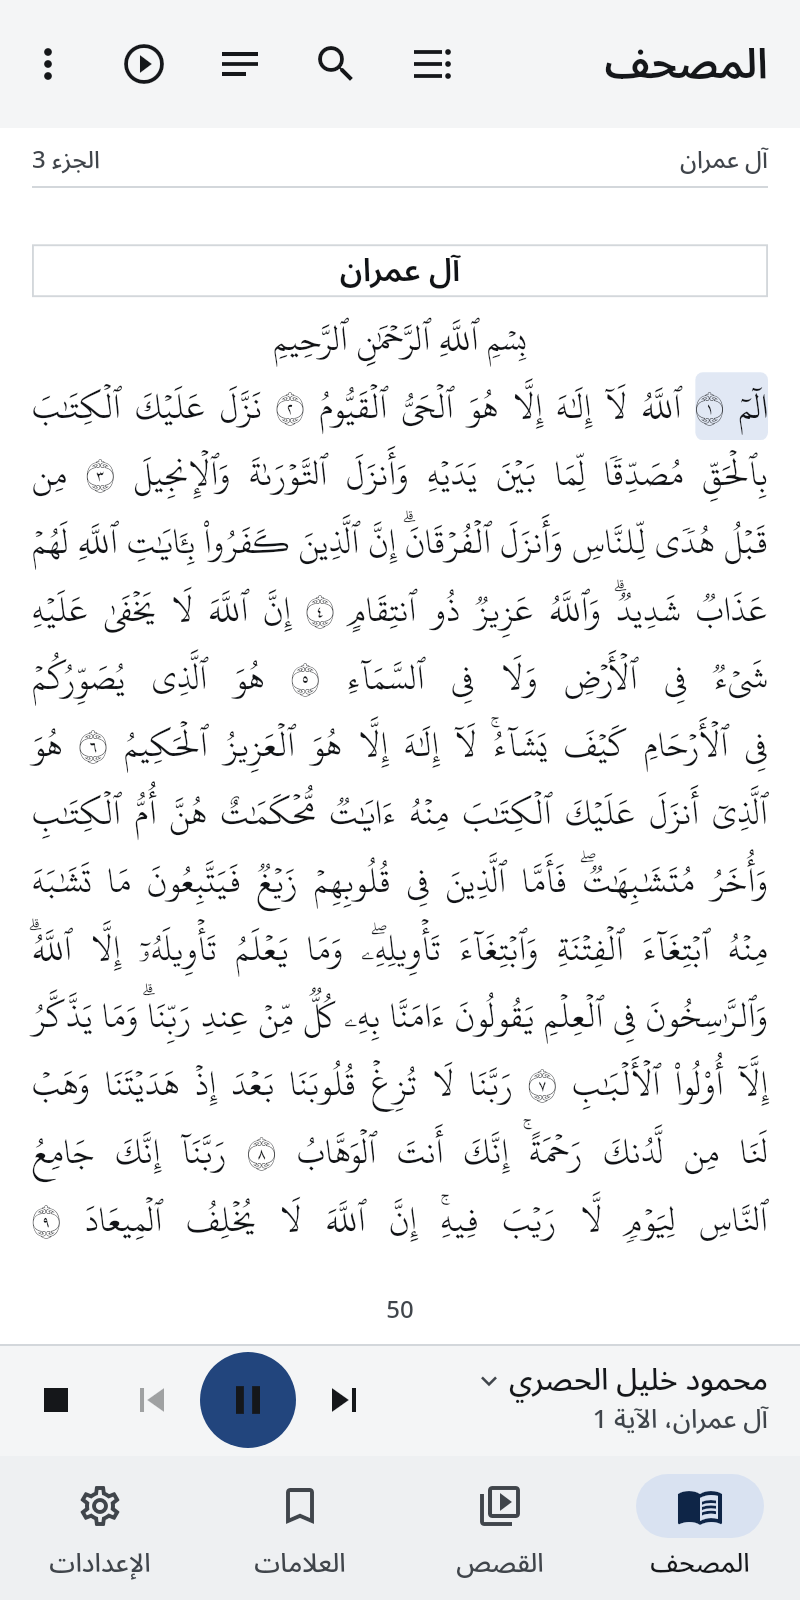 المصحف
آل عمران
الجزء 3
آل عمران
بِسْمِ ٱللَّهِ ٱلرَّحْمَٰنِ ٱلرَّحِيمِ
الٓمٓ ١ ٱللَّهُ لَآ إِلَٰهَ إِلَّا هُوَ ٱلْحَىُّ ٱلْقَيُّومُ ٢ نَزَّلَ عَلَيْكَ ٱلْكِتَٰبَ
بِٱلْحَقِّ مُصَدِّقًا لِّمَا بَيْنَ يَدَيْهِ وَأَنزَلَ ٱلتَّوْرَىٰةَ وَٱلْإِنجِيلَ ٣ مِن
قَبْلُ هُدًى لِّلنَّاسِ وَأَنزَلَ ٱلْفُرْقَانَ ۗ إِنَّ ٱلَّذِينَ كَفَرُوا۟ بِـَٔايَٰتِ ٱللَّهِ لَهُمْ
عَذَابٌ شَدِيدٌ ۗ وَٱللَّهُ عَزِيزٌ ذُو ٱنتِقَامٍ ٤ إِنَّ ٱللَّهَ لَا يَخْفَىٰ عَلَيْهِ
شَىْءٌ فِى ٱلْأَرْضِ وَلَا فِى ٱلسَّمَآءِ ٥ هُوَ ٱلَّذِى يُصَوِّرُكُمْ
فِى ٱلْأَرْحَامِ كَيْفَ يَشَآءُ ۚ لَآ إِلَٰهَ إِلَّا هُوَ ٱلْعَزِيزُ ٱلْحَكِيمُ ٦ هُوَ
ٱلَّذِىٓ أَنزَلَ عَلَيْكَ ٱلْكِتَٰبَ مِنْهُ ءَايَٰتٌ مُّحْكَمَٰتٌ هُنَّ أُمُّ ٱلْكِتَٰبِ
وَأُخَرُ مُتَشَٰبِهَٰتٌ ۖ فَأَمَّا ٱلَّذِينَ فِى قُلُوبِهِمْ زَيْغٌ فَيَتَّبِعُونَ مَا تَشَٰبَهَ
مِنْهُ ٱبْتِغَآءَ ٱلْفِتْنَةِ وَٱبْتِغَآءَ تَأْوِيلِهِۦ ۖ وَمَا يَعْلَمُ تَأْوِيلَهُۥٓ إِلَّا ٱللَّهُ ۗ
وَٱلرَّٰسِخُونَ فِى ٱلْعِلْمِ يَقُولُونَ ءَامَنَّا بِهِۦ كُلٌّ مِّنْ عِندِ رَبِّنَا ۗ وَمَا يَذَّكَّرُ
إِلَّآ أُو۟لُوا۟ ٱلْأَلْبَٰبِ ٧ رَبَّنَا لَا تُزِغْ قُلُوبَنَا بَعْدَ إِذْ هَدَيْتَنَا وَهَبْ
لَنَا مِن لَّدُنكَ رَحْمَةً ۚ إِنَّكَ أَنتَ ٱلْوَهَّابُ ٨ رَبَّنَآ إِنَّكَ جَامِعُ
ٱلنَّاسِ لِيَوْمٍ لَّا رَيْبَ فِيهِ ۚ إِنَّ ٱللَّهَ لَا يُخْلِفُ ٱلْمِيعَادَ ٩
50
محمود خليل الحصري
آل عمران، الآية 1
المصحف
القصص
العلامات
الإعدادات